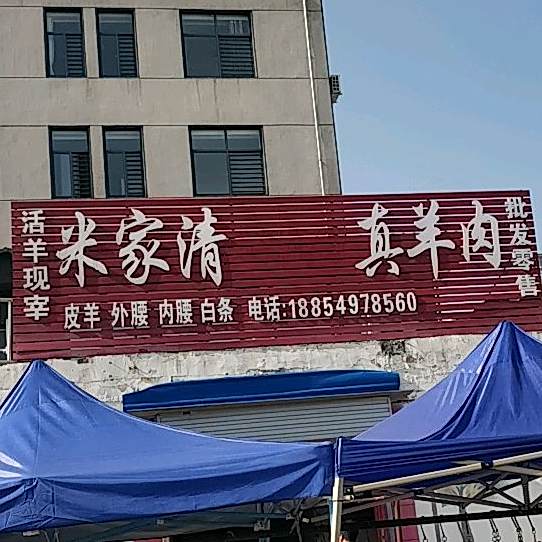 活羊现宰
米家清 真羊肉
批发零售
皮羊 外腰 内腰 白条 电话:18854978560